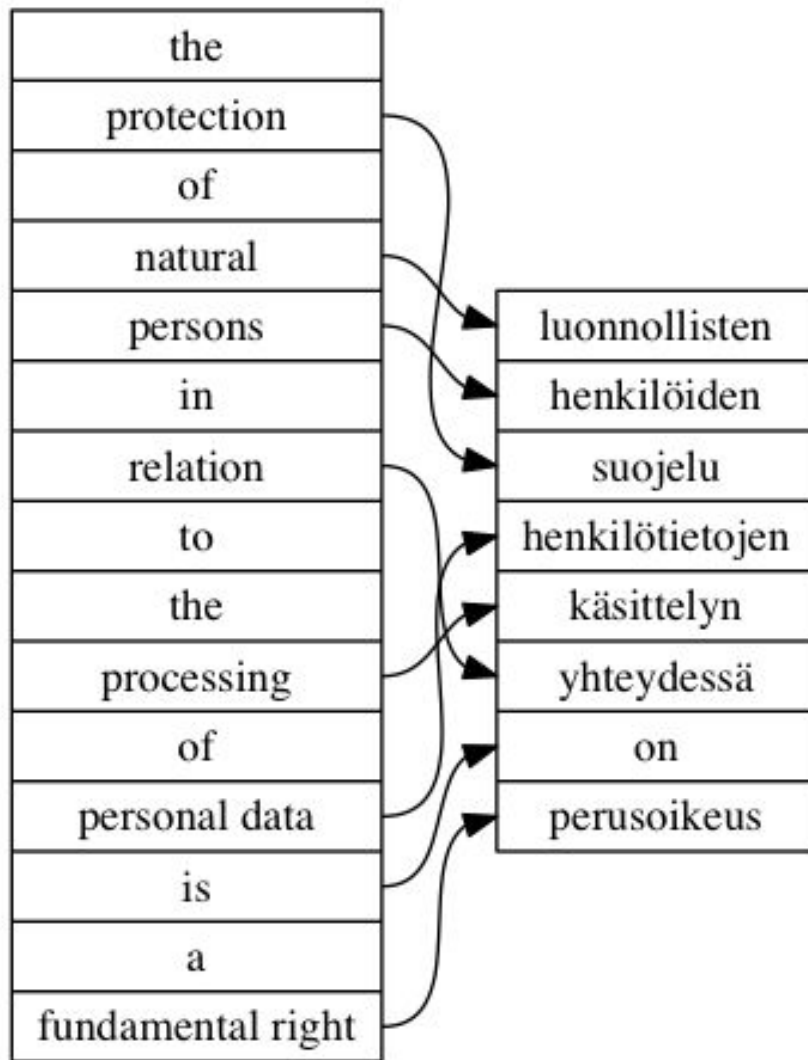 the
protection
of
natural
persons
in
relation
to
the
processing
of
personal data
is
a
fundamental right
luonnollisten
henkilöiden
suojelu
henkilötietojen
käsittelyn
yhteydessä
on
perusoikeus